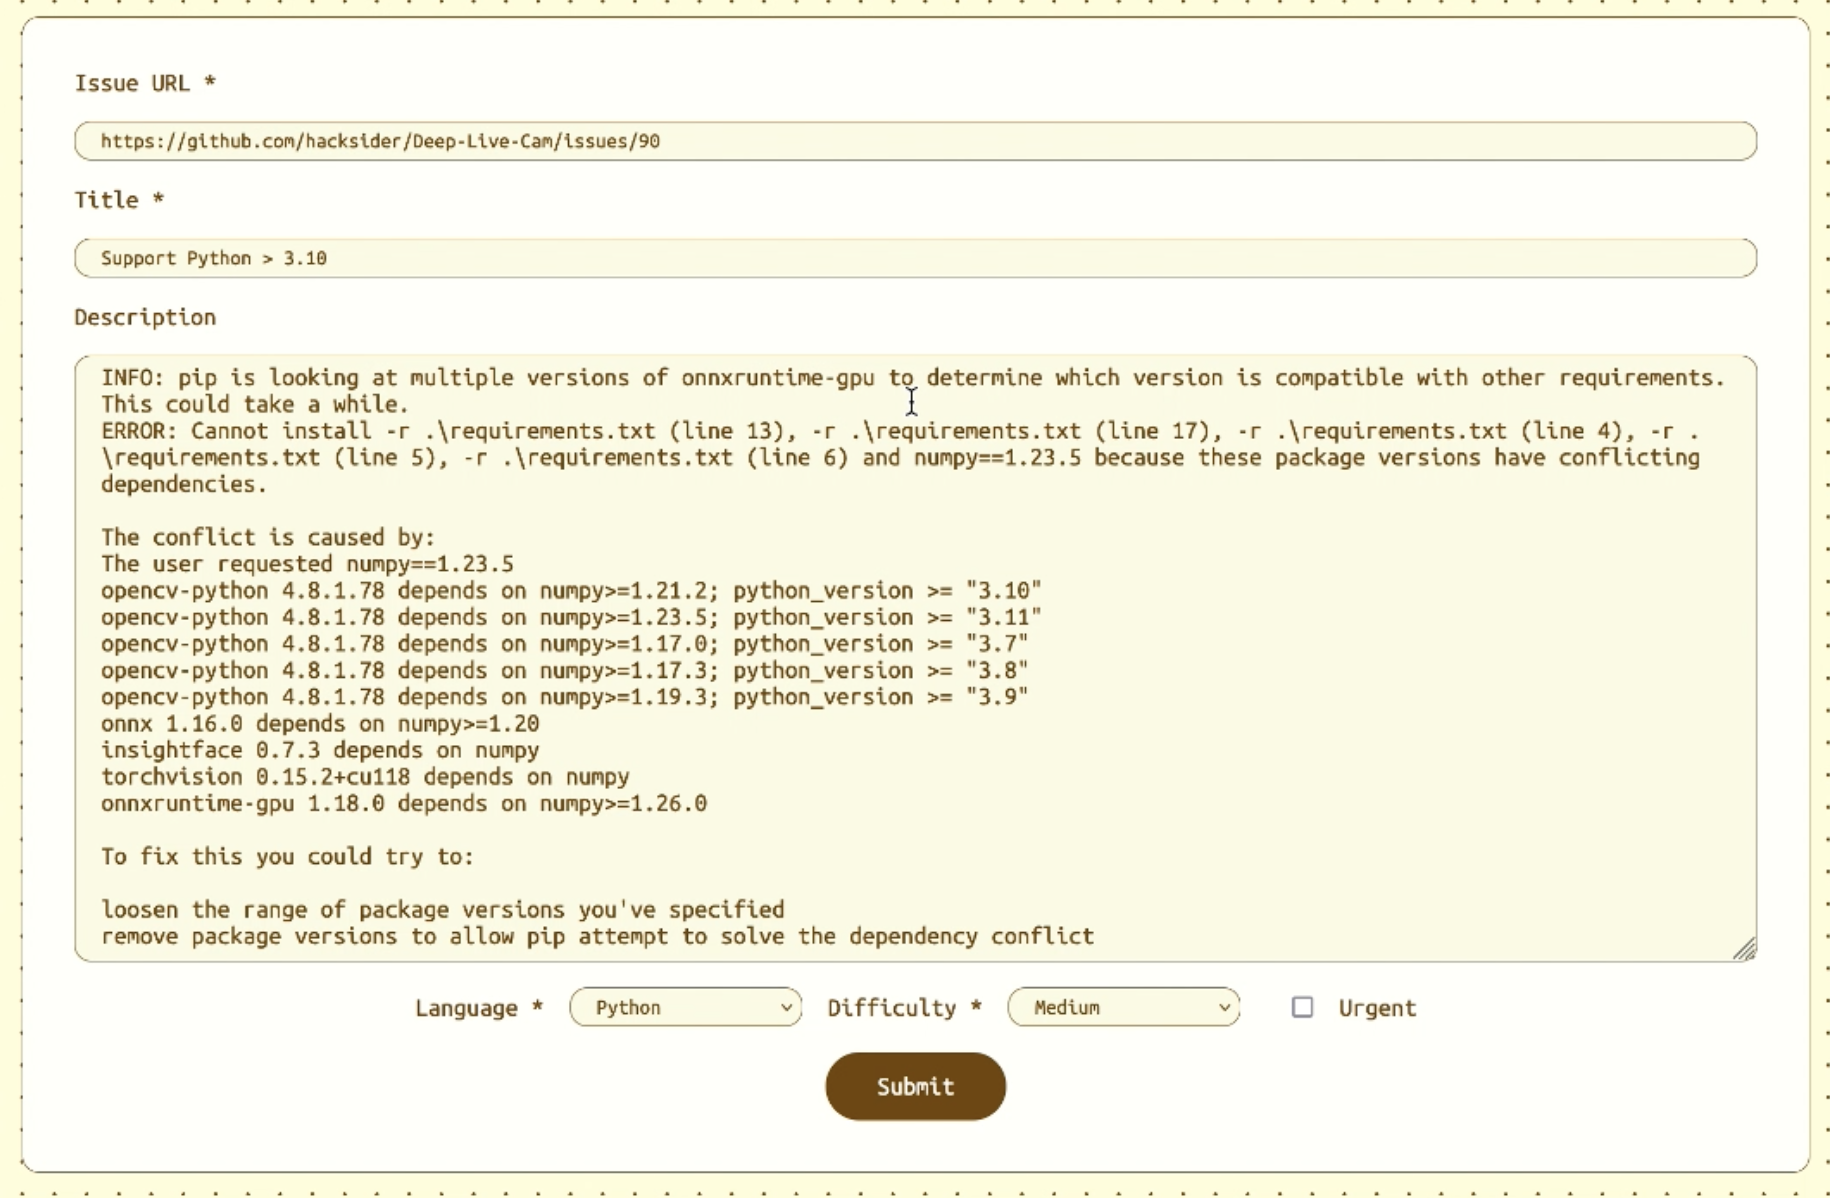 Issue URL *
https://github.com/hacksider/Deep-Live-Cam/issues/90
Title *
Support Python > 3.10
Description
INFO: pip is looking at multiple versions of onnxruntime-gpu to determine which version is compatible with other requirements.
This could take a while.
ERROR: Cannot install -r .\requirements.txt (line 13), -r .\requirements.txt (line 17), -r .\requirements.txt (line 4), -r .
\requirements.txt (line 5), -r .\requirements.txt (line 6) and numpy==1.23.5 because these package versions have conflicting
dependencies.
The conflict is caused by:
The user requested numpy==1.23.5
opencv-python 4.8.1.78 depends on numpy>=1.21.2; python_version >= "3.10"
opencv-python 4.8.1.78 depends on numpy>=1.23.5; python_version >= "3.11"
opencv-python 4.8.1.78 depends on numpy>=1.17.0; python_version >= "3.7"
opencv-python 4.8.1.78 depends on numpy>=1.17.3; python_version >= "3.8"
opencv-python 4.8.1.78 depends on numpy>=1.19.3; python_version >= "3.9"
onnx 1.16.0 depends on numpy>=1.20
insightface 0.7.3 depends on numpy
torchvision 0.15.2+cu118 depends on numpy
onnxruntime-gpu 1.18.0 depends on numpy>=1.26.0
To fix this you could try to:
loosen the range of package versions you've specified
remove package versions to allow pip attempt to solve the dependency conflict
Language * Python Difficulty * Medium Urgent
Submit